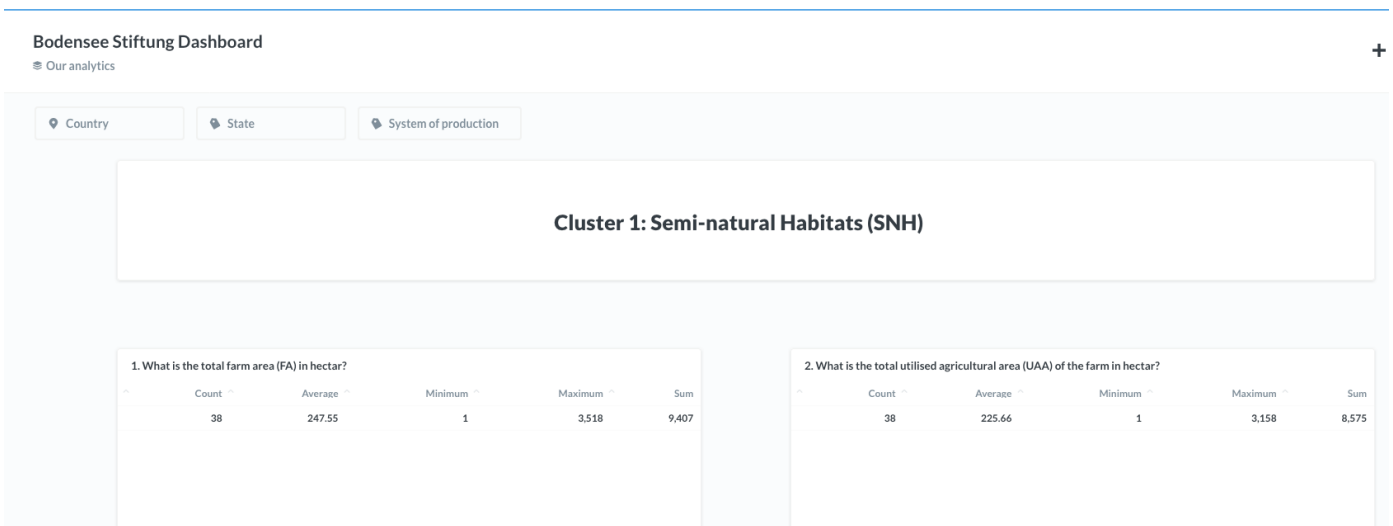 Bodensee Stiftung Dashboard
Our analytics
Country
State
System of production
Cluster 1: Semi-natural Habitats (SNH)
1. What is the total farm area (FA) in hectar?
Count Average Minimum Maximum Sum
38 247.55 1 3,518 9,407
2. What is the total utilised agricultural area (UAA) of the farm in hectar?
Count Average Minimum Maximum Sum
38 225.66 1 3,158 8,575